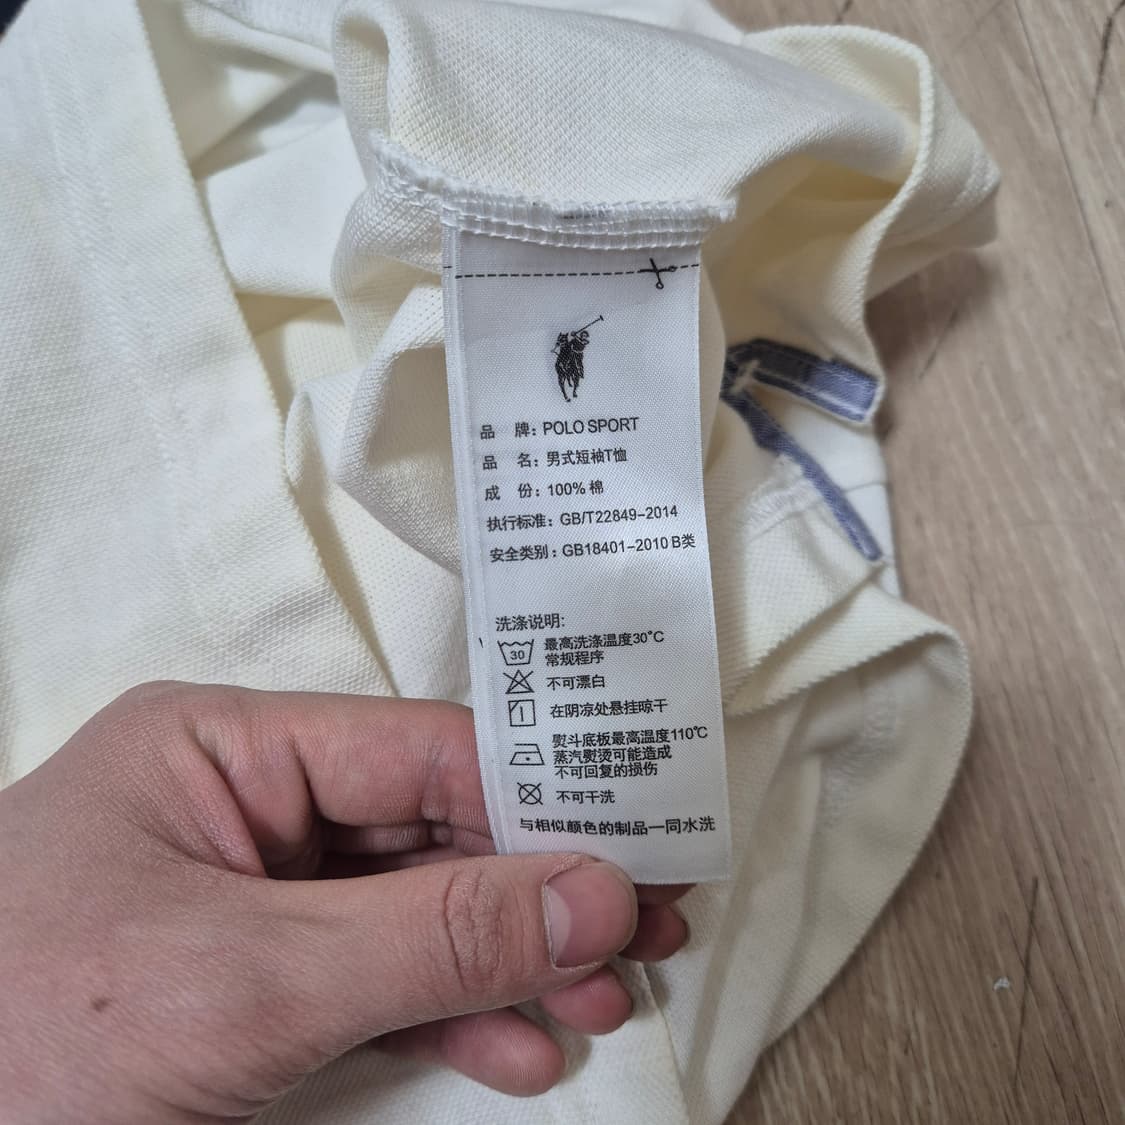 品 牌：POLO SPORT
品 名：男式短袖T恤
成 份：100% 棉
执行标准：GB/T22849-2014
安全类别：GB18401-2010 B类
洗涤说明:
30
最高洗涤温度30°C
常规程序
不可漂白
在阴凉处悬挂晾干
熨斗底板最高温度110℃
蒸汽熨烫可能造成
不可回复的损伤
不可干洗
与相似颜色的制品一同水洗